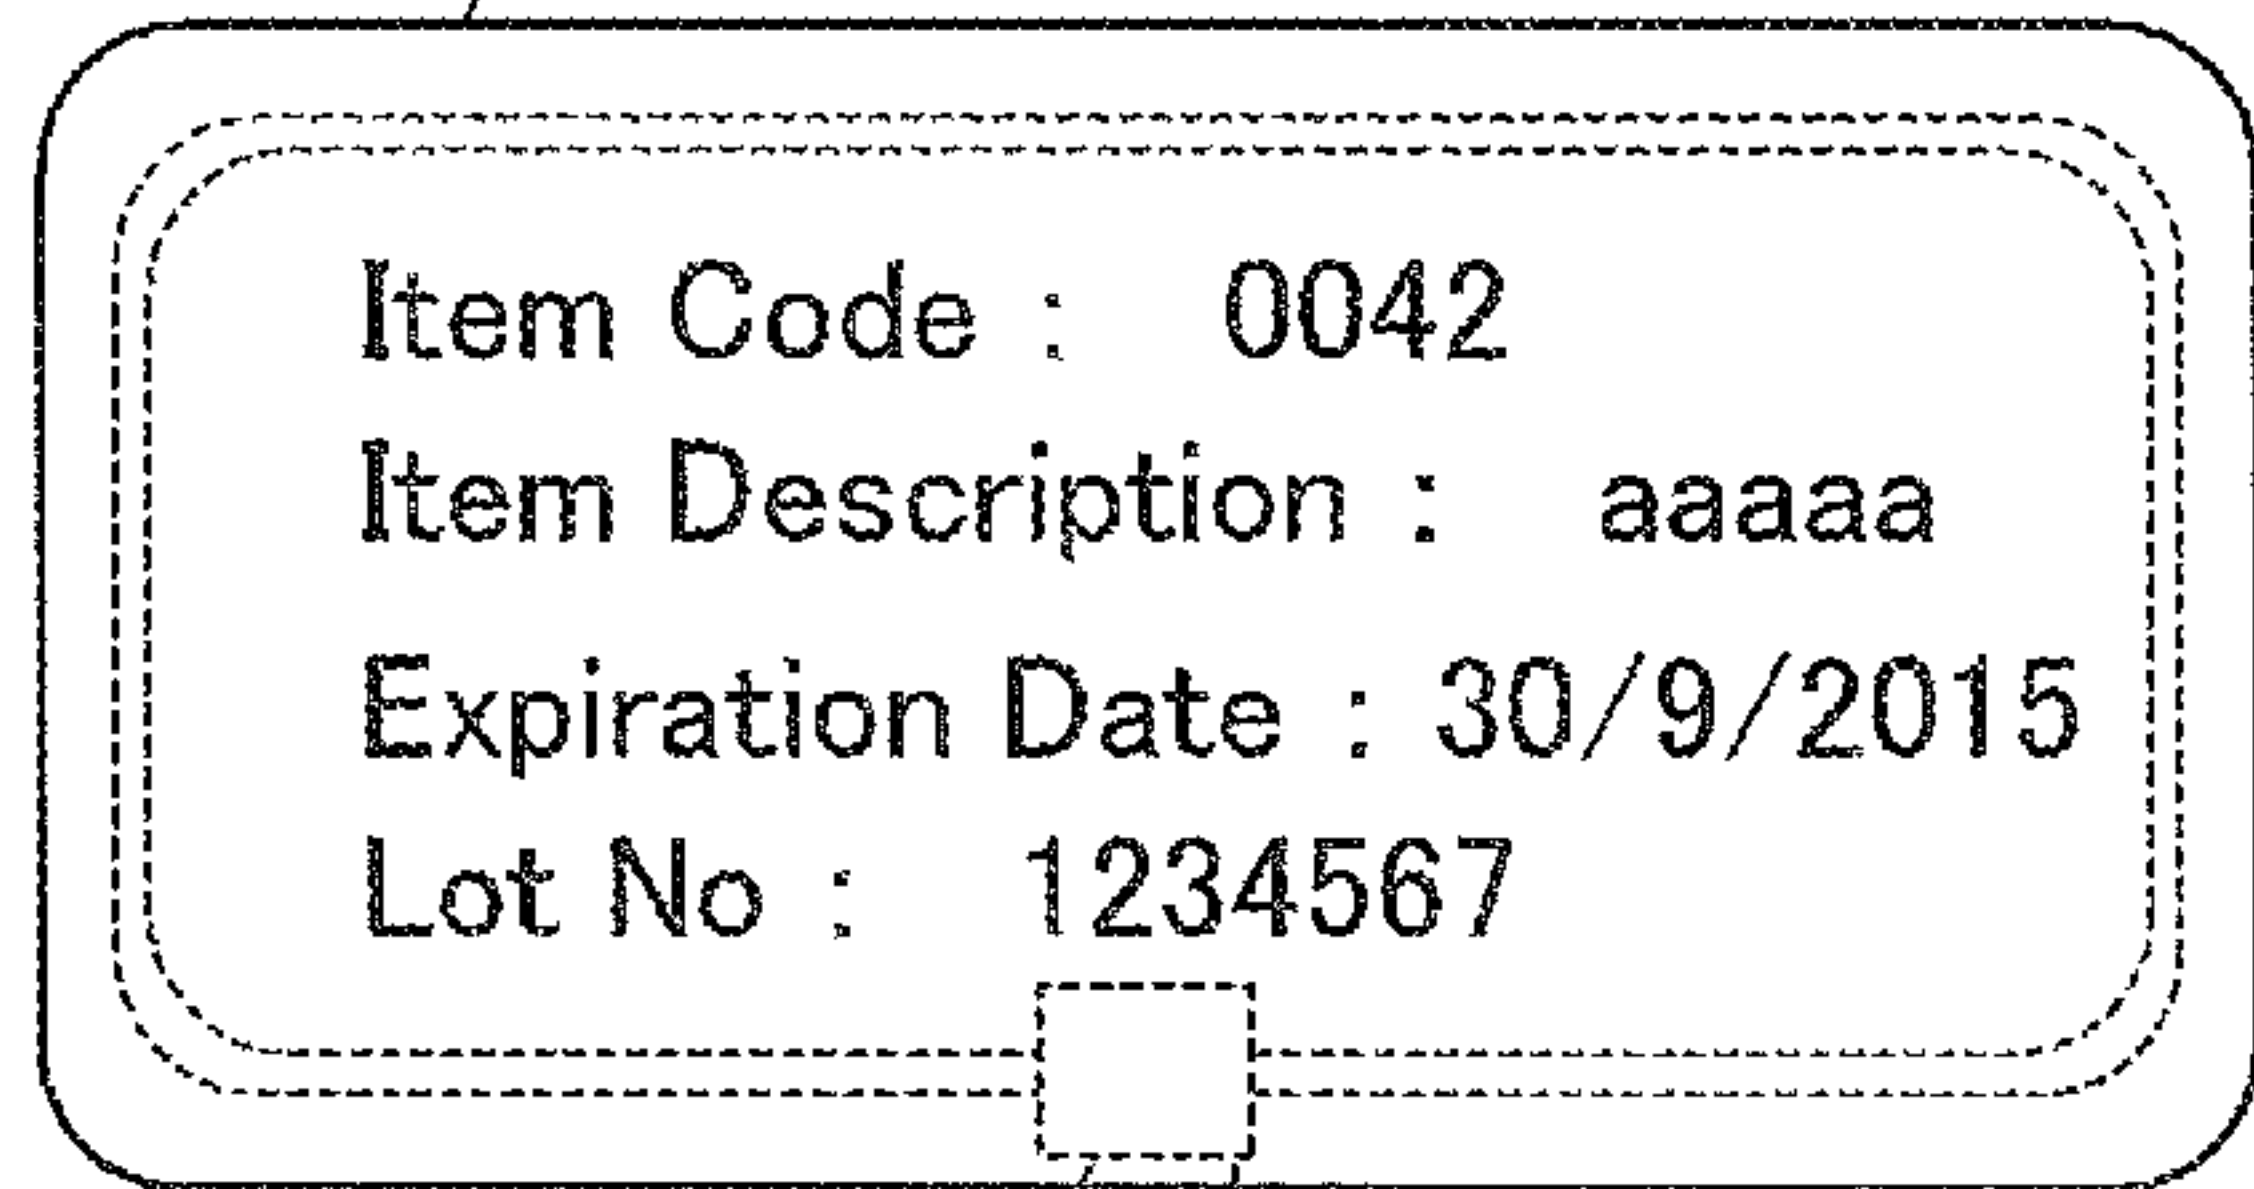 Item Code : 0042
Item Description : aaaaa
Expiration Date : 30/9/2015
Lot No : 1234567